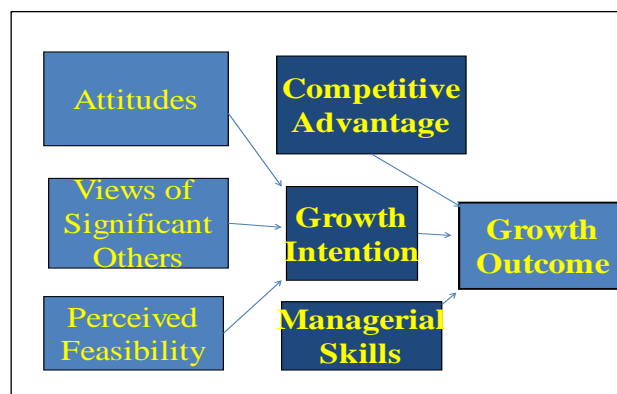 Attitudes
Competitive
Advantage
Views of
Significant
Others
Growth
Intention
Growth
Outcome
Perceived
Feasibility
Managerial
Skills